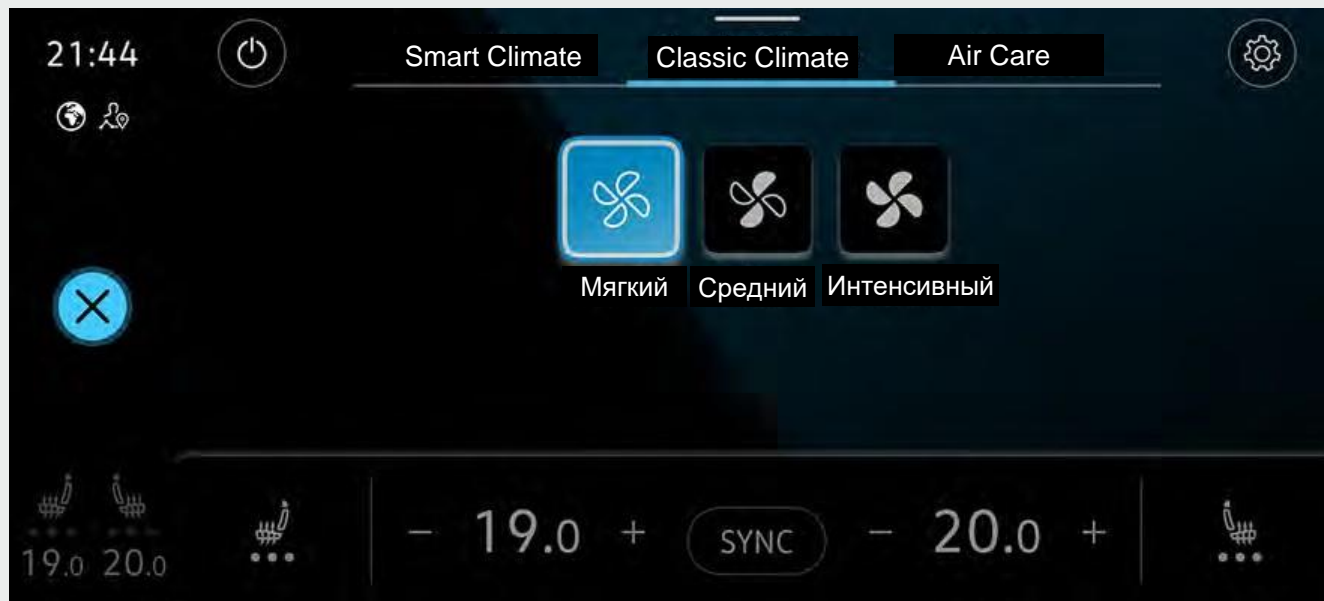 21:44
Smart Climate
Classic Climate
Air Care
Мягкий
Средний
Интенсивный
19.0 20.0
- 19.0 +
SYNC
- 20.0 +